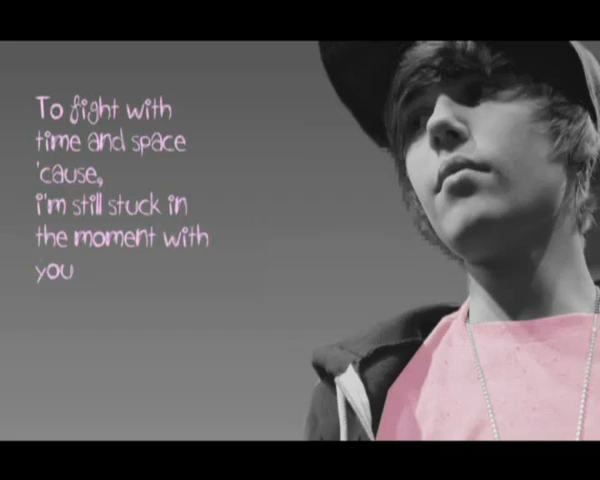 To fight with
time and space
'cause,
i'm still stuck in
the moment with
you